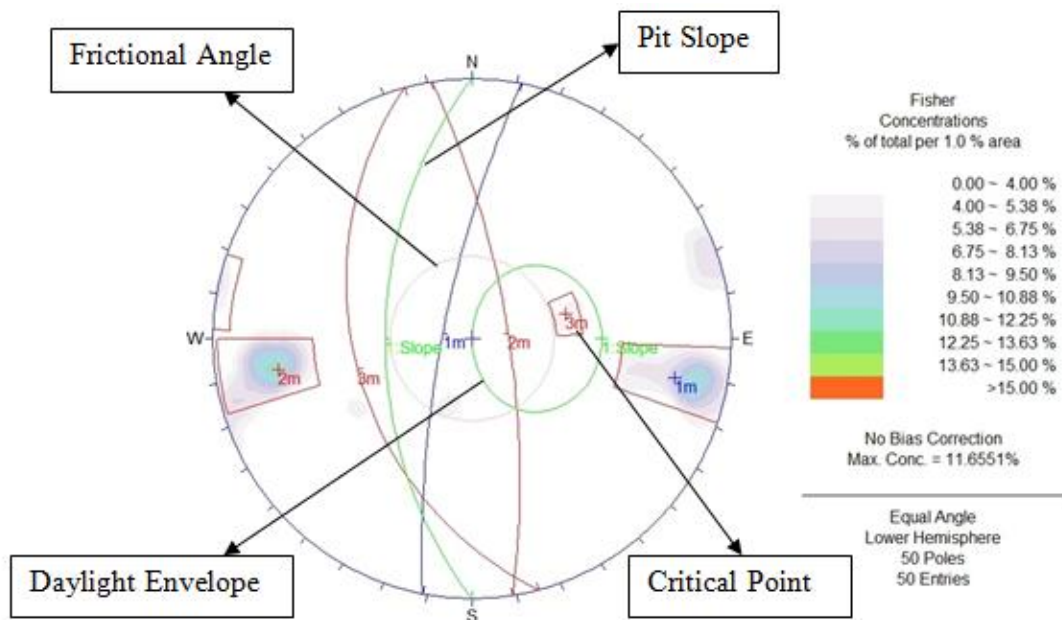 Frictional Angle
Pit Slope
N
Fisher
Concentrations
% of total per 1.0 % area
0.00 ~ 4.00 %
4.00 ~ 5.38 %
5.38 ~ 6.75 %
6.75 ~ 8.13 %
8.13 ~ 9.50 %
9.50 ~ 10.88 %
10.88 ~ 12.25 %
12.25 ~ 13.63 %
13.63 ~ 15.00 %
>15.00 %
No Bias Correction
Max. Conc. = 11.6551%
Equal Angle
Lower Hemisphere
50 Poles
50 Entries
W
1:Slope
1m
2m
3m
1:Slope
E
2m
3m
1m
Daylight Envelope
Critical Point
S